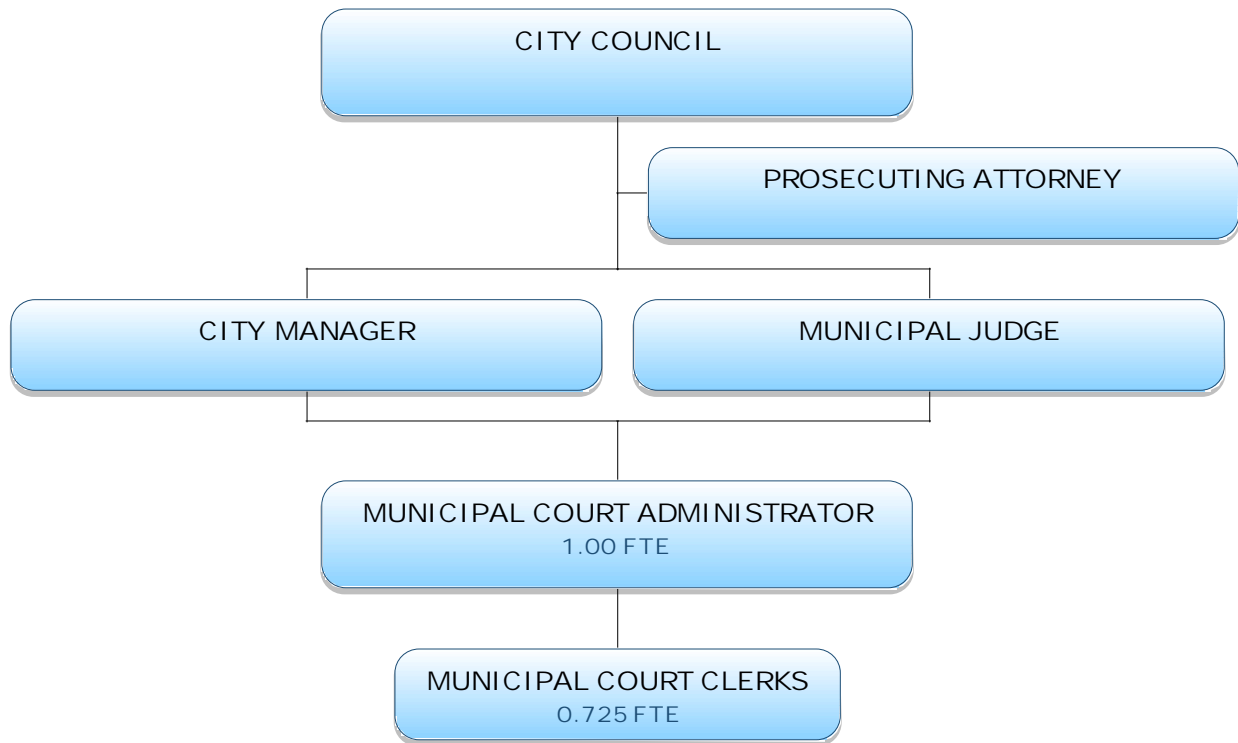 CITY COUNCIL
PROSECUTING ATTORNEY
CITY MANAGER
MUNICIPAL JUDGE
MUNICIPAL COURT ADMINISTRATOR
1.00 FTE
MUNICIPAL COURT CLERKS
0.725 FTE